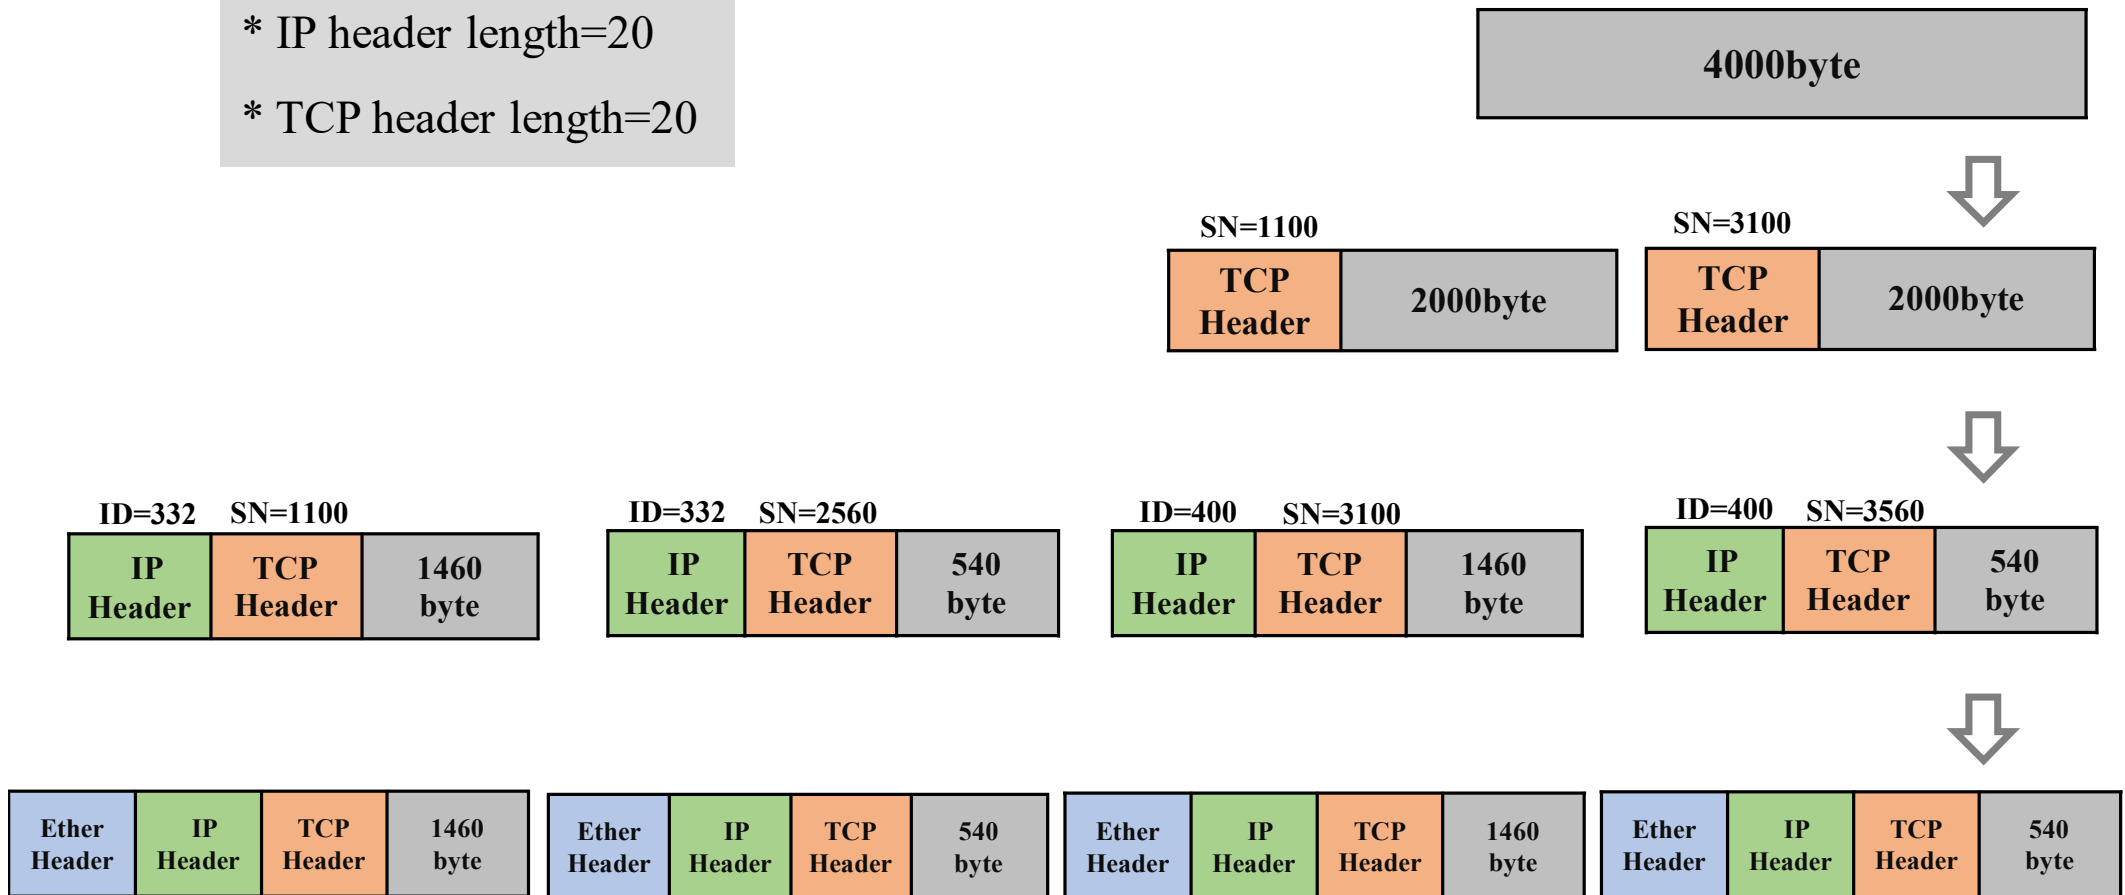 * IP header length=20
* TCP header length=20
4000byte
SN=1100
SN=3100
TCP
Header
2000byte
TCP
Header
2000byte
ID=332
SN=1100
IP
Header
TCP
Header
1460
byte
ID=332
SN=2560
IP
Header
TCP
Header
540
byte
ID=400
SN=3100
IP
Header
TCP
Header
1460
byte
ID=400
SN=3560
IP
Header
TCP
Header
540
byte
Ether
Header
IP
Header
TCP
Header
1460
byte
Ether
Header
IP
Header
TCP
Header
540
byte
Ether
Header
IP
Header
TCP
Header
1460
byte
Ether
Header
IP
Header
TCP
Header
540
byte